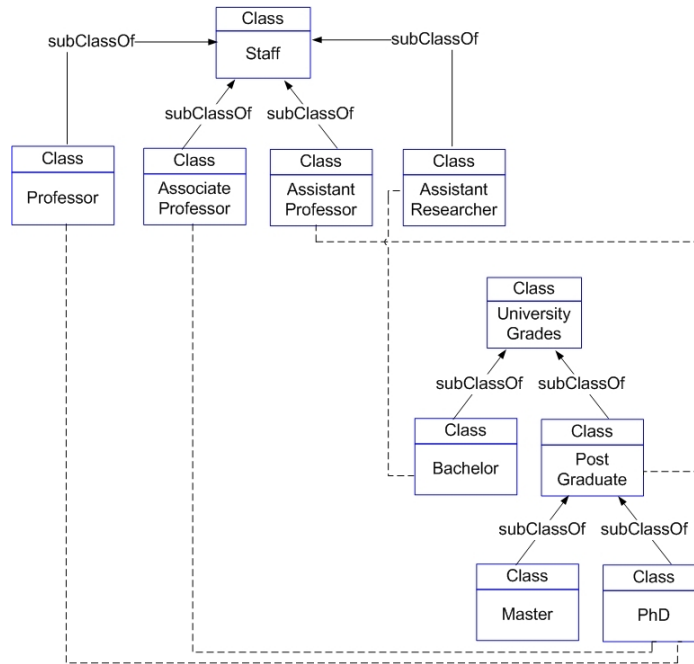 Class
Staff
subClassOf
subClassOf
subClassOf
subClassOf
Class
Professor
Class
Associate
Professor
Class
Assistant
Professor
Class
Assistant
Researcher
Class
University
Grades
subClassOf
subClassOf
Class
Bachelor
Class
Post
Graduate
subClassOf
subClassOf
Class
Master
Class
PhD